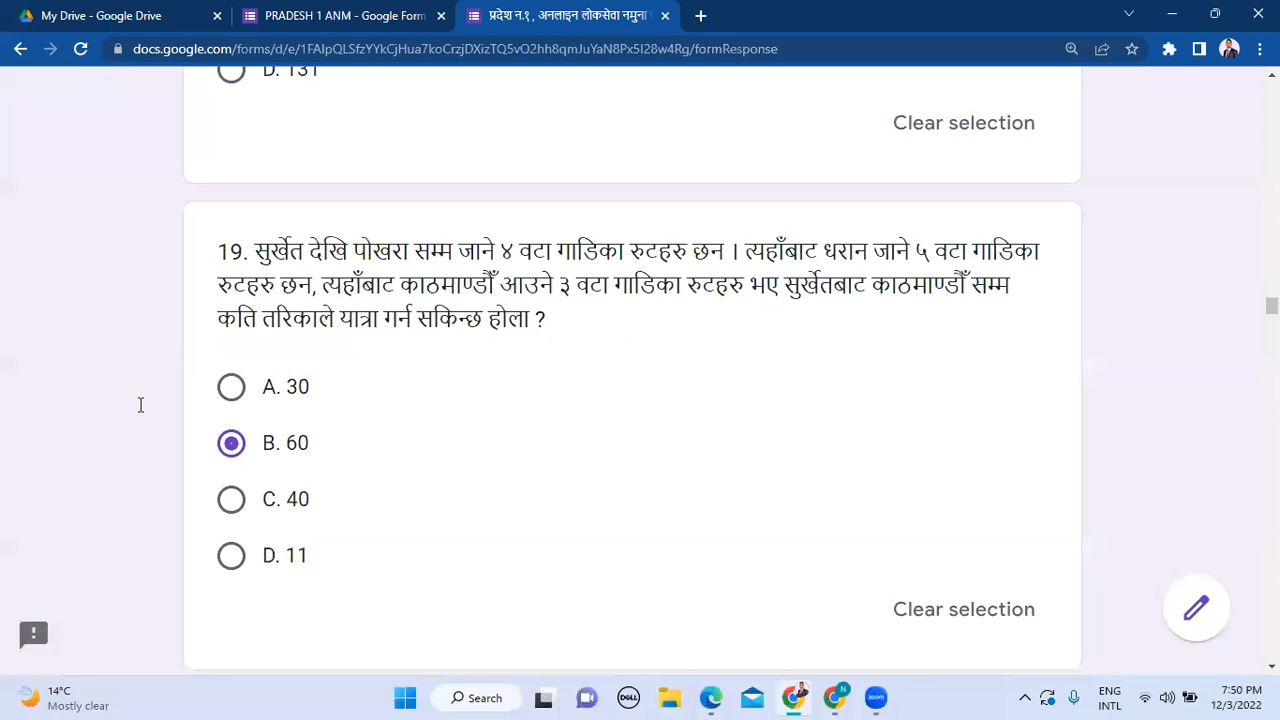 My Drive - Google Drive
PRADESH 1 ANM - Google Form
प्रदेश न.१, अनलाइन लोकसेवा नमुना
docs.google.com/forms/d/e/1FAIpQLSfzYYkCjHua7koCrzjDXizTQ5vO2hh8qmJuYaN8Px5I28w4Rg/formResponse
D. 131
Clear selection
19. सुर्खेत देखि पोखरा सम्म जाने ४ वटा गाडिका रुटहरु छन । त्यहाँबाट धरान जाने ५ वटा गाडिका
रुटहरु छन, त्यहाँबाट काठमाण्डौँ आउने ३ वटा गाडिका रुटहरु भए सुर्खेतबाट काठमाण्डौँ सम्म
कति तरिकाले यात्रा गर्न सकिन्छ होला ?
A. 30
B. 60
C. 40
D. 11
Clear selection
14°C
Mostly clear
Search
DELL
zoom
N
ENG
INTL
7:50 PM
12/3/2022